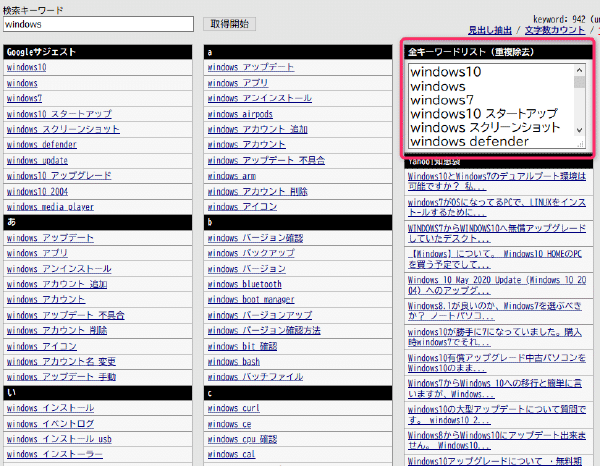 検索キーワード
windows
取得開始
keyword: 942
見出し抽出 / 文字数カウント /
Googleサジェスト
windows10
windows
windows7
windows10 スタートアップ
windows スクリーンショット
windows defender
windows update
windows10 アップグレード
windows10 2004
windows media player
あ
windows アップデート
windows アプリ
windows アンインストール
windows アカウント 追加
windows アカウント
windows アップデート 不具合
windows アカウント 削除
windows アイコン
windows アカウント名 変更
windows アップデート 手動
い
windows インストール
windows イベントログ
windows インストール usb
windows インストーラー
a
windows アップデート
windows アプリ
windows アンインストール
windows airpods
windows アカウント 追加
windows アカウント
windows アップデート 不具合
windows arm
windows アカウント 削除
windows アイコン
b
windows バージョン確認
windows バックアップ
windows バージョン
windows bluetooth
windows boot manager
windows バージョンアップ
windows バージョン確認方法
windows bit 確認
windows bash
windows バッチファイル
c
windows curl
windows ce
windows cpu 確認
windows cal
全キーワードリスト（重複除去）
windows10
windows
windows7
windows10 スタートアップ
windows スクリーンショット
windows defender
Yahoo!知恵袋
Windows10とWindows7のデュアルブート環境は
可能ですか？ 私...
windows7がOSになってるPCで、LINUXをインス
トールするために...
WINDOWS7からWINDOWS10へ無償アップグレード
していたデスクト...
【Windows】について。 Windows10 HOMEのPC
を買う予定でして...
Windows 10 May 2020 Update (Windows 10 20
04) へのアップグ...
Windows8.1が良いのか、Windows7を選ぶべき
か？ ノートパソコ...
windows10が勝手に7になっていました。購入
時windows7でそれ...
Windows10有償アップグレード中古パソコンを
Windows10のまま...
Windows7からWindows 10への移行と簡単に言
いますが、Windows...
windows10の大型アップデートについて質問で
す。 windows10 2...
Windows8からWindows10にアップデート出来ま
せん。 Windows10...
Windows10アップグレードについて ・無料期